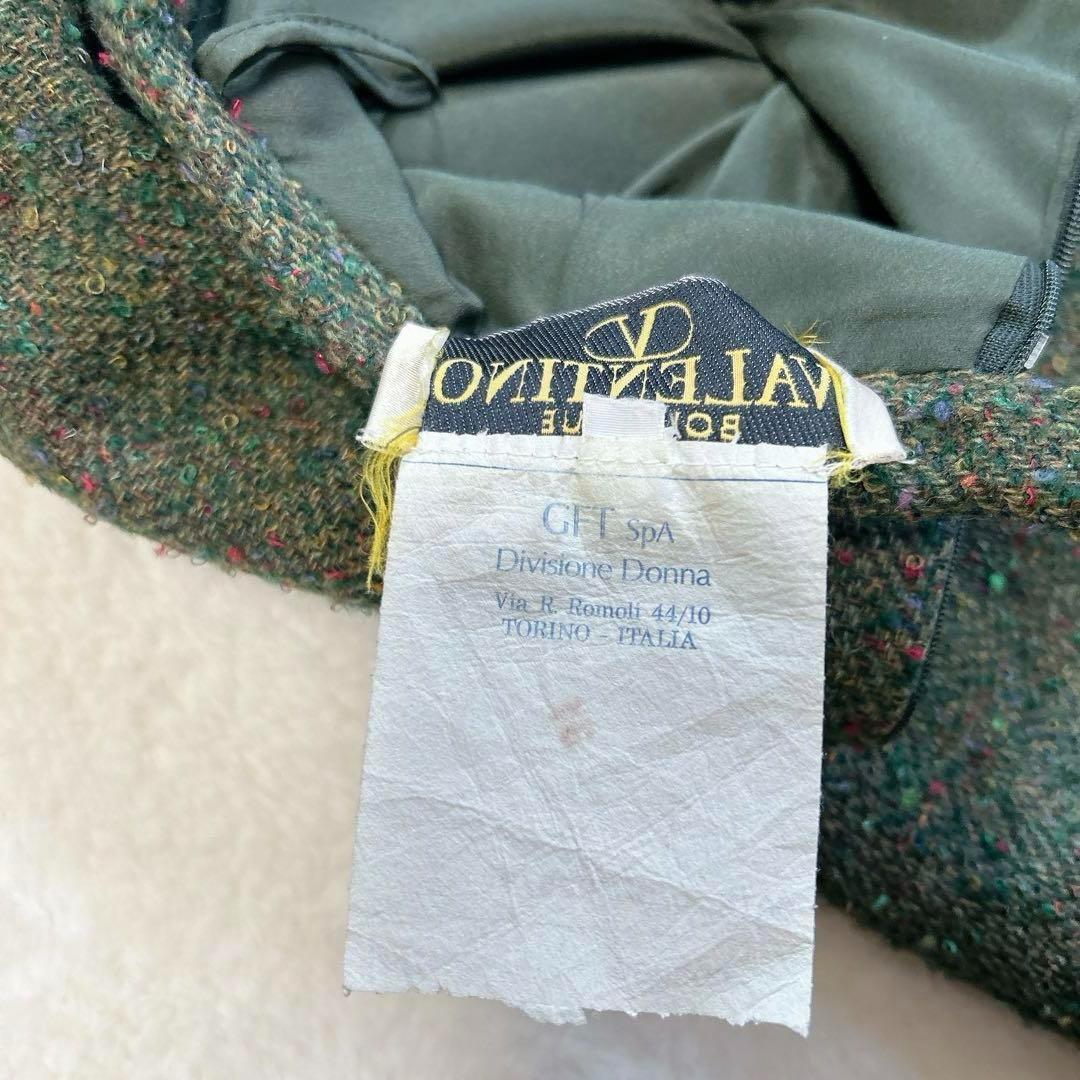 V
VALENTINO
GFT SpA
Divisione Donna
Via R. Romoli 44/10
TORINO - ITALIA